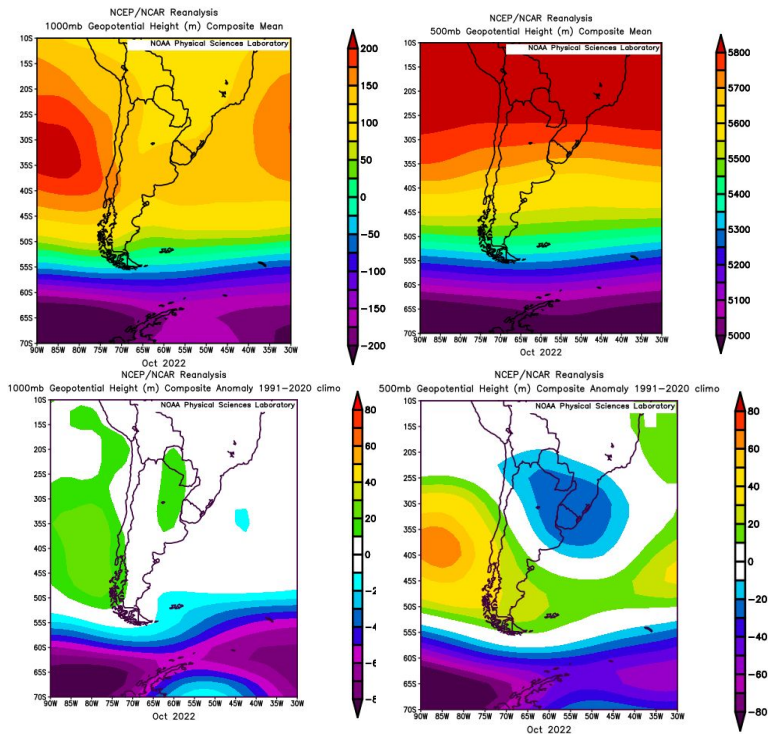 NCEP/NCAR Reanalysis
1000mb Geopotential Height (m) Composite Mean
NOAA Physical Sciences Laboratory
10S
15S
20S
25S
30S
35S
40S
45S
50S
55S
60S
65S
70S
90W 85W 80W 75W 70W 65W 60W 55W 50W 45W 40W 35W 30W
Oct 2022
200
150
100
50
0
-50
-100
-150
-200
NCEP/NCAR Reanalysis
500mb Geopotential Height (m) Composite Mean
NOAA Physical Sciences Laboratory
10S
15S
20S
25S
30S
35S
40S
45S
50S
55S
60S
65S
70S
90W 85W 80W 75W 70W 65W 60W 55W 50W 45W 40W 35W 30W
Oct 2022
5800
5700
5600
5500
5400
5300
5200
5100
5000
NCEP/NCAR Reanalysis
1000mb Geopotential Height (m) Composite Anomaly 1991-2020 climo
NOAA Physical Sciences Laboratory
10S
15S
20S
25S
30S
35S
40S
45S
50S
55S
60S
65S
70S
90W 85W 80W 75W 70W 65W 60W 55W 50W 45W 40W 35W 30W
Oct 2022
80
60
40
20
0
NCEP/NCAR Reanalysis
500mb Geopotential Height (m) Composite Anomaly 1991-2020 climo
NOAA Physical Sciences Laboratory
10S
15S
20S
25S
30S
35S
40S
45S
50S
55S
60S
65S
70S
90W 85W 80W 75W 70W 65W 60W 55W 50W 45W 40W 35W 30W
Oct 2022
80
60
40
20
0
-20
-40
-60
-80